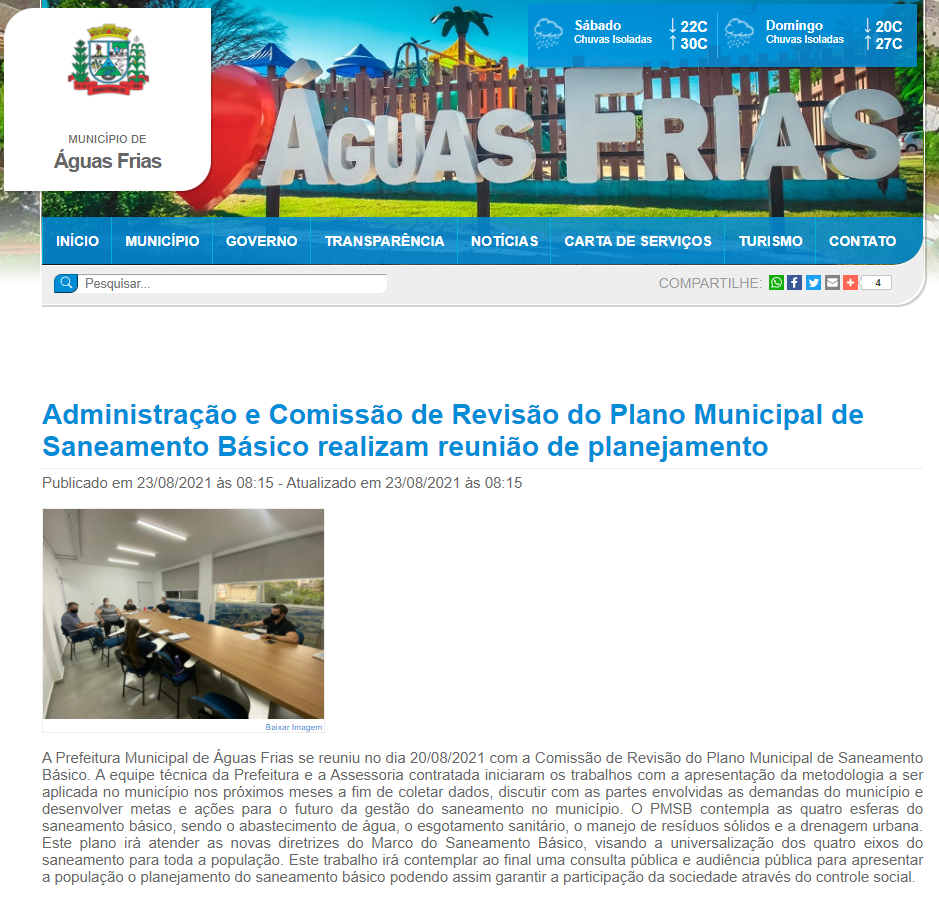 MUNICÍPIO DE
Águas Frias
ÁGUAS FRIAS
Sábado
Chuvas Isoladas
22C
30C
Domingo
Chuvas Isoladas
20C
27C
INÍCIO MUNICÍPIO GOVERNO TRANSPARÊNCIA NOTÍCIAS CARTA DE SERVIÇOS TURISMO CONTATO
Pesquisar...
COMPARTILHE: 4
Administração e Comissão de Revisão do Plano Municipal de
Saneamento Básico realizam reunião de planejamento
Publicado em 23/08/2021 às 08:15 - Atualizado em 23/08/2021 às 08:15
Baixar Imagem
A Prefeitura Municipal de Águas Frias se reuniu no dia 20/08/2021 com a Comissão de Revisão do Plano Municipal de Saneamento
Básico. A equipe técnica da Prefeitura e a Assessoria contratada iniciaram os trabalhos com a apresentação da metodologia a ser
aplicada no município nos próximos meses a fim de coletar dados, discutir com as partes envolvidas as demandas do município e
desenvolver metas e ações para o futuro da gestão do saneamento no município. O PMSB contempla as quatro esferas do
saneamento básico, sendo o abastecimento de água, o esgotamento sanitário, o manejo de resíduos sólidos e a drenagem urbana.
Este plano irá atender as novas diretrizes do Marco do Saneamento Básico, visando a universalização dos quatro eixos do
saneamento para toda a população. Este trabalho irá contemplar ao final uma consulta pública e audiência pública para apresentar
a população o planejamento do saneamento básico podendo assim garantir a participação da sociedade através do controle social.